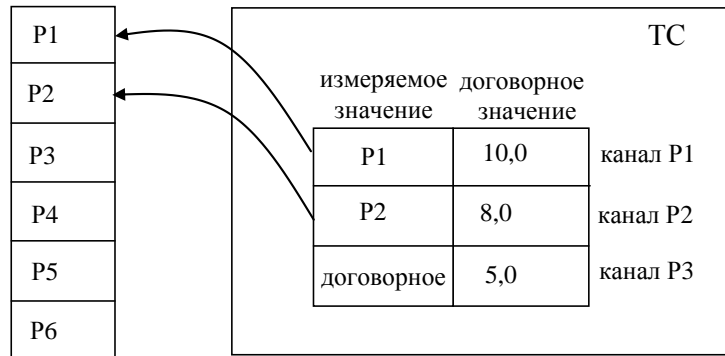 P1
P2
P3
P4
P5
P6
ТС
измеряемое договорное
значение значение
P1 10,0 канал P1
P2 8,0 канал P2
договорное 5,0 канал P3